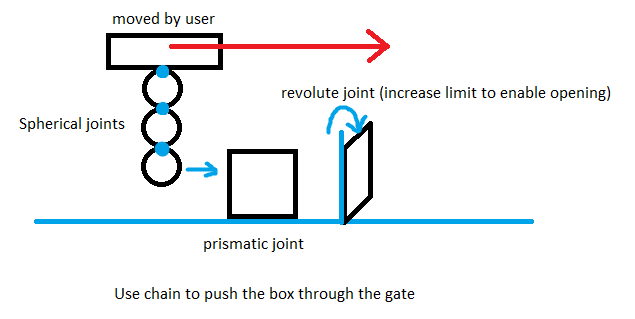 moved by user
revolute joint (increase limit to enable opening)
Spherical joints
prismatic joint
Use chain to push the box through the gate